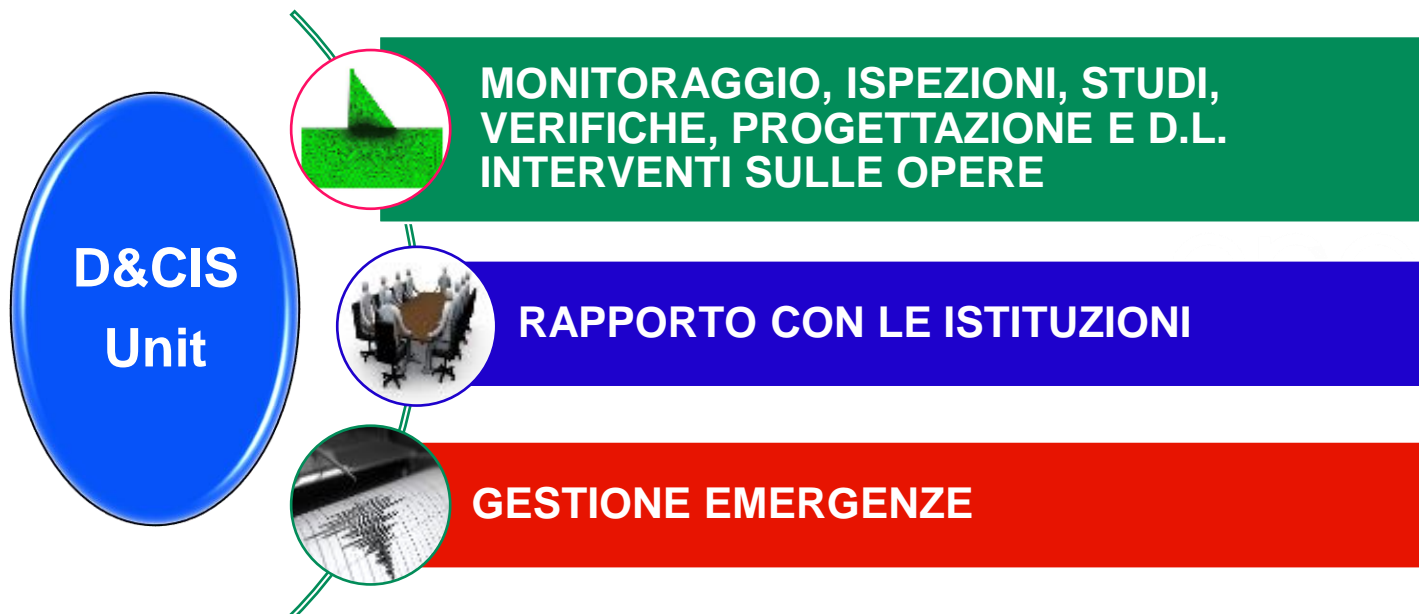 D&CIS
Unit
MONITORAGGIO, ISPEZIONI, STUDI,
VERIFICHE, PROGETTAZIONE E D.L.
INTERVENTI SULLE OPERE
RAPPORTO CON LE ISTITUZIONI
GESTIONE EMERGENZE